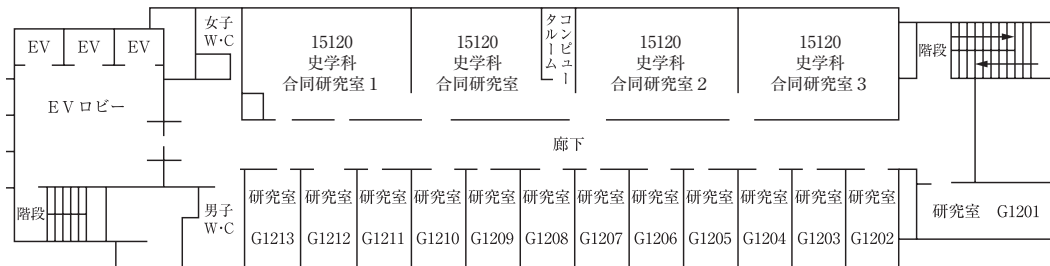 女子
W・C
EV
EV
EV
EVロビー
階段
男子
W・C
15120
史学科
合同研究室1
15120
史学科
合同研究室
コンピュー
タルーム
15120
史学科
合同研究室2
15120
史学科
合同研究室3
階段
廊下
研究室
G1213
研究室
G1212
研究室
G1211
研究室
G1210
研究室
G1209
研究室
G1208
研究室
G1207
研究室
G1206
研究室
G1205
研究室
G1204
研究室
G1203
研究室
G1202
研究室 G1201